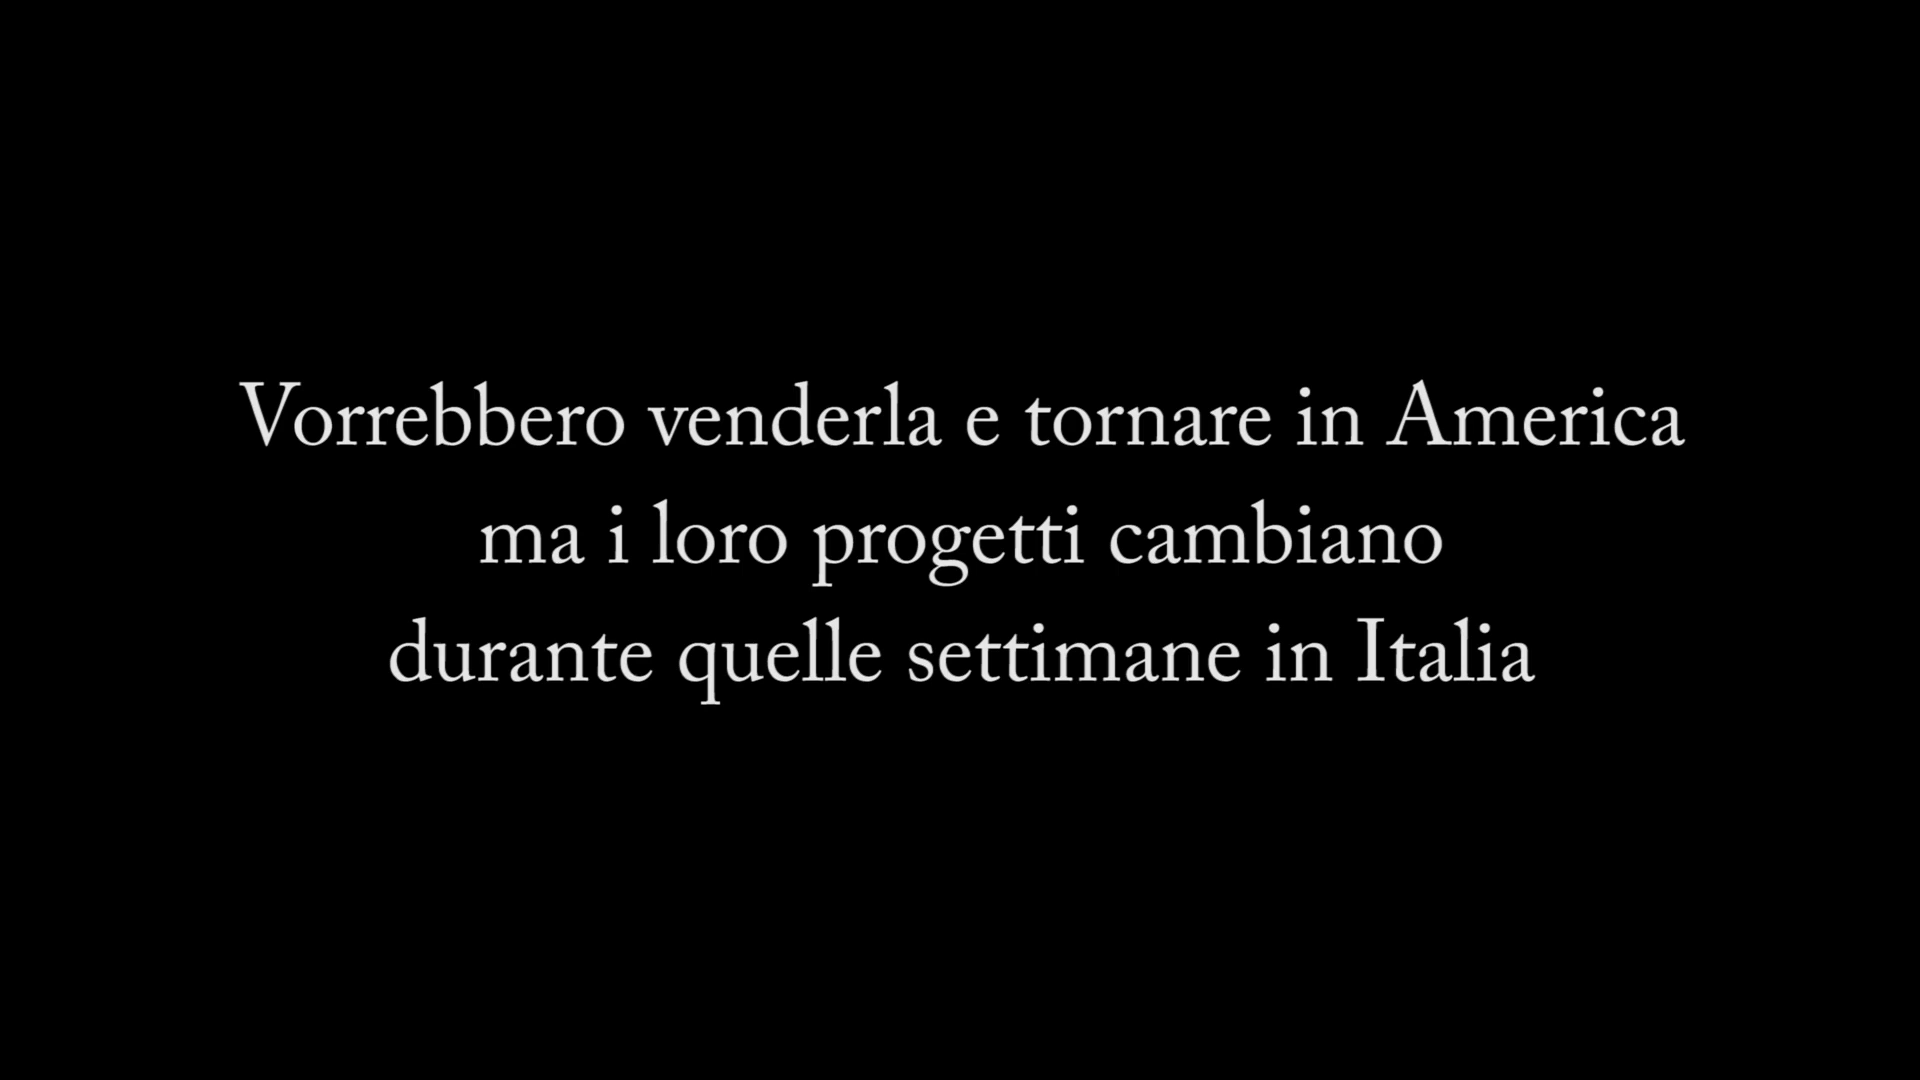 Vorrebbero venderla e tornare in America
ma i loro progetti cambiano
durante quelle settimane in Italia